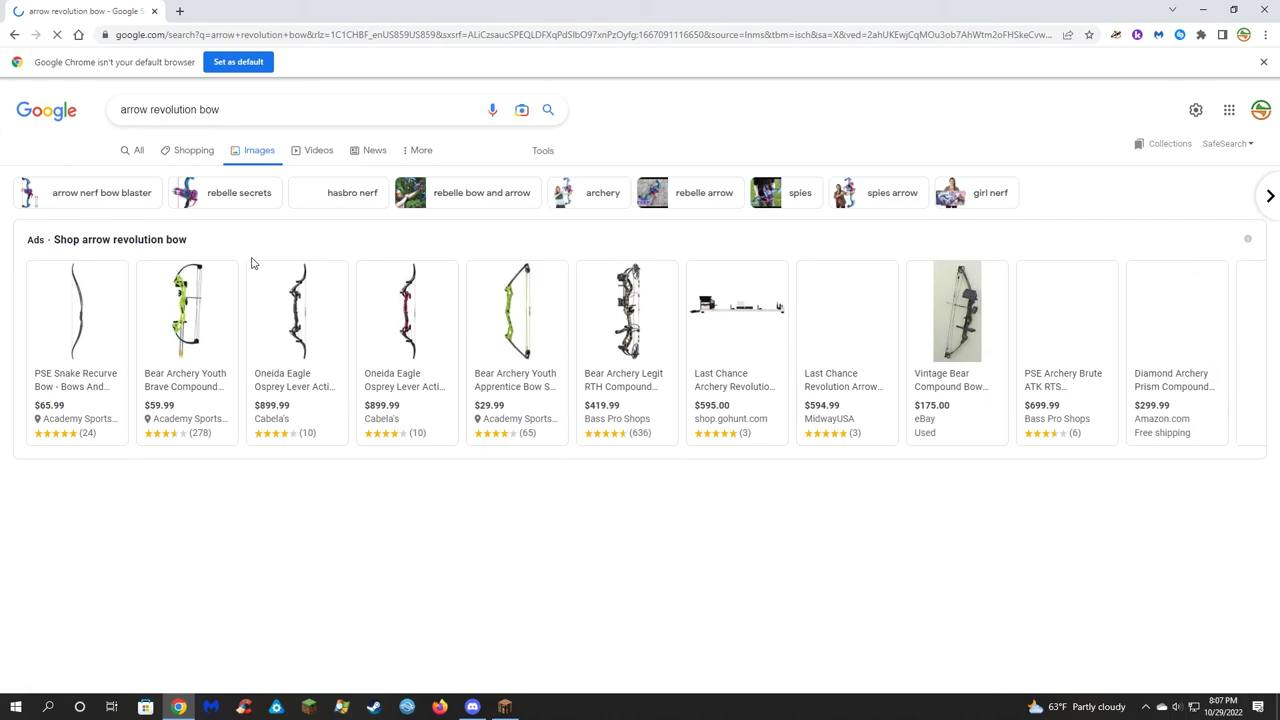 arrow revolution bow - Google S
google.com/search?q=arrow+revolution+bow&rlz=1C1CHBF_enUS859US859&sxsrf=ALiCzsaucSPEQLDFXqPdSlbO97xnPzOyfg:1667091116650&source=lnms&tbm=isch&sa=X&ved=2ahUKEwjCqMOu3ob7AhWtm2oFHSkeCvw...
Google Chrome isn't your default browser
Set as default
Google
arrow revolution bow
All
Shopping
Images
Videos
News
More
Tools
Collections
SafeSearch
arrow nerf bow blaster
rebelle secrets
hasbro nerf
rebelle bow and arrow
archery
rebelle arrow
spies
spies arrow
girl nerf
Ads · Shop arrow revolution bow
PSE Snake Recurve
Bow - Bows And...
$65.99
Academy Sports...
(24)
Bear Archery Youth
Brave Compound...
$59.99
Academy Sports...
(278)
Oneida Eagle
Osprey Lever Acti...
$899.99
Cabela's
(10)
Oneida Eagle
Osprey Lever Acti...
$899.99
Cabela's
(10)
Bear Archery Youth
Apprentice Bow S...
$29.99
Academy Sports...
(65)
Bear Archery Legit
RTH Compound...
$419.99
Bass Pro Shops
(636)
Last Chance
Archery Revolutio...
$595.00
shop.gohunt.com
(3)
Last Chance
Revolution Arrow...
$594.99
MidwayUSA
(3)
Vintage Bear
Compound Bow...
$175.00
eBay
Used
PSE Archery Brute
ATK RTS...
$699.99
Bass Pro Shops
(6)
Diamond Archery
Prism Compound...
$299.99
Amazon.com
Free shipping
63°F Partly cloudy
8:07 PM
10/29/2022